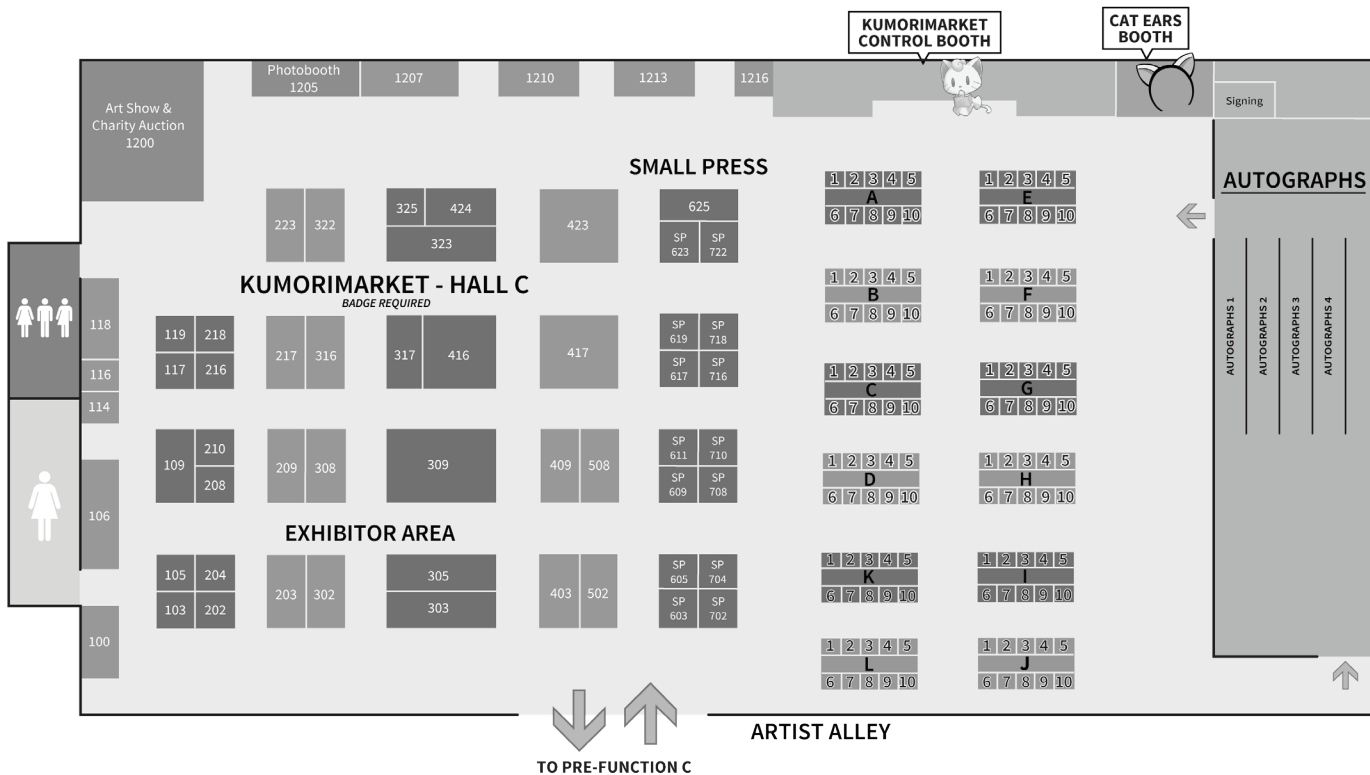 KUMORIMARKET
CONTROL BOOTH
CAT EARS
BOOTH
Art Show &
Charity Auction
1200
Photobooth
1205
1207
1210
1213
1216
Signing
AUTOGRAPHS
AUTOGRAPHS 1
AUTOGRAPHS 2
AUTOGRAPHS 3
AUTOGRAPHS 4
SMALL PRESS
223
322
325
424
323
423
625
SP
623
SP
722
KUMORIMARKET - HALL C
BADGE REQUIRED
118
116
114
119
218
117
216
217
316
317
416
417
SP
619
SP
718
SP
617
SP
716
109
210
208
209
308
309
409
508
SP
611
SP
710
SP
609
SP
708
106
EXHIBITOR AREA
105
204
103
202
203
302
305
303
403
502
SP
605
SP
704
SP
603
SP
702
100
1 2 3 4 5
A
6 7 8 9 10
1 2 3 4 5
E
6 7 8 9 10
1 2 3 4 5
B
6 7 8 9 10
1 2 3 4 5
F
6 7 8 9 10
1 2 3 4 5
C
6 7 8 9 10
1 2 3 4 5
G
6 7 8 9 10
1 2 3 4 5
D
6 7 8 9 10
1 2 3 4 5
H
6 7 8 9 10
1 2 3 4 5
K
6 7 8 9 10
1 2 3 4 5
I
6 7 8 9 10
1 2 3 4 5
L
6 7 8 9 10
1 2 3 4 5
J
6 7 8 9 10
ARTIST ALLEY
TO PRE-FUNCTION C